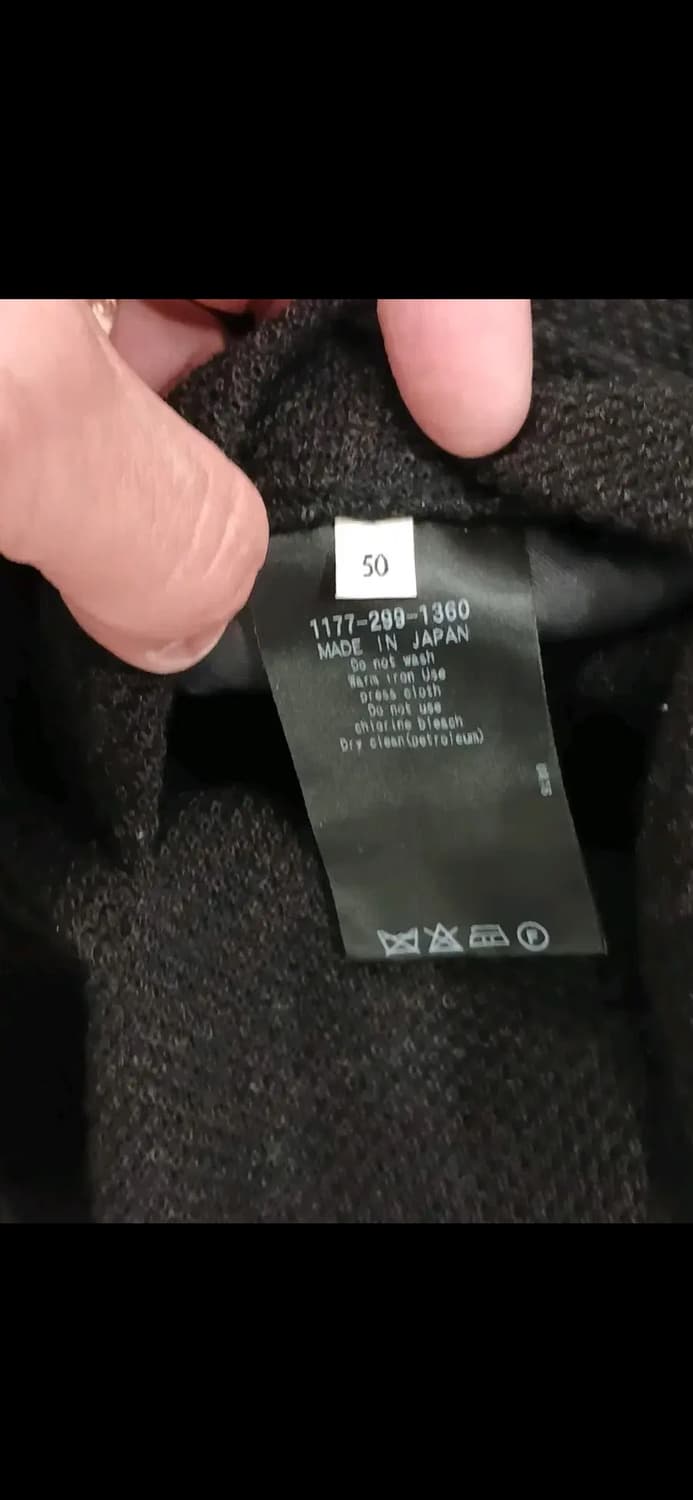 50
1177-299-1360
MADE IN JAPAN
Do not wash
Warm iron Use
press cloth
Do not use
chlorine bleach
Dry clean(petroleum)
F